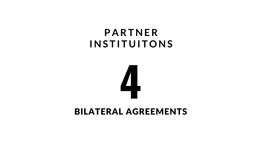 PARTNER
INSTITUITONS
4
BILATERAL AGREEMENTS